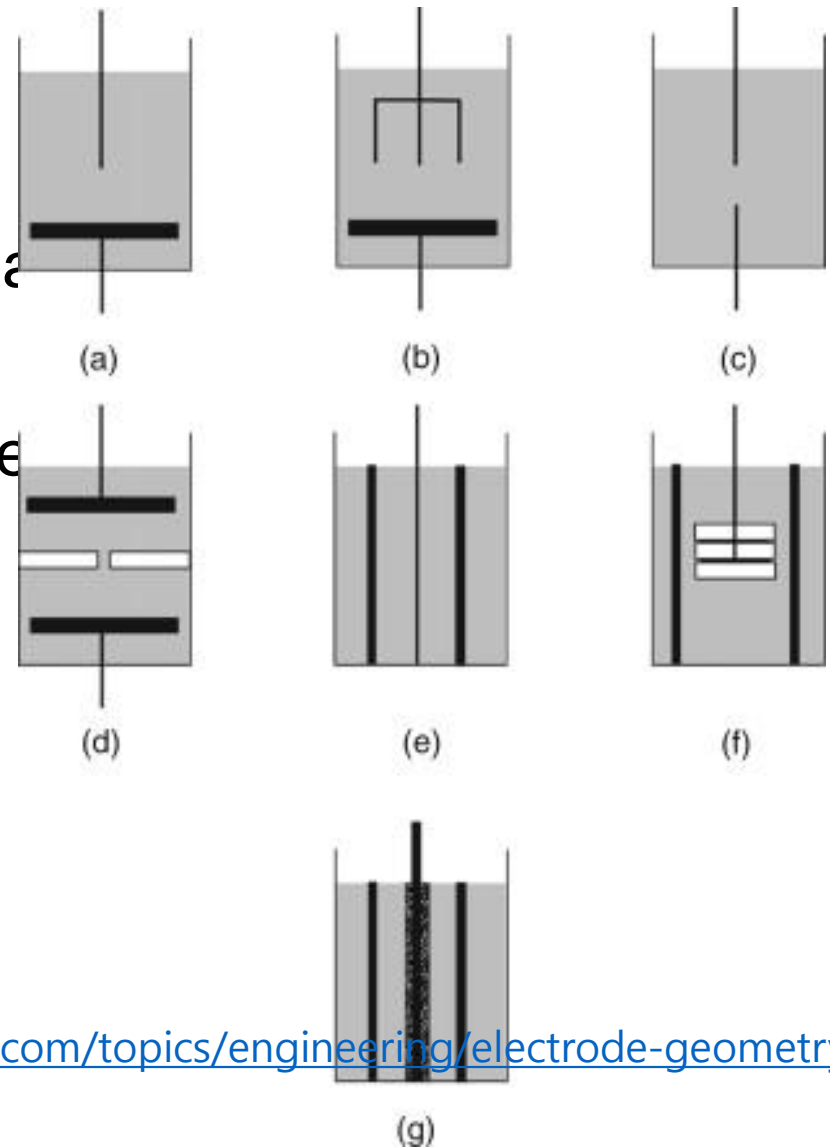 a
(a) (b) (c)
e
(d) (e) (f)
com/topics/engineering/electrode-geometry
(g)